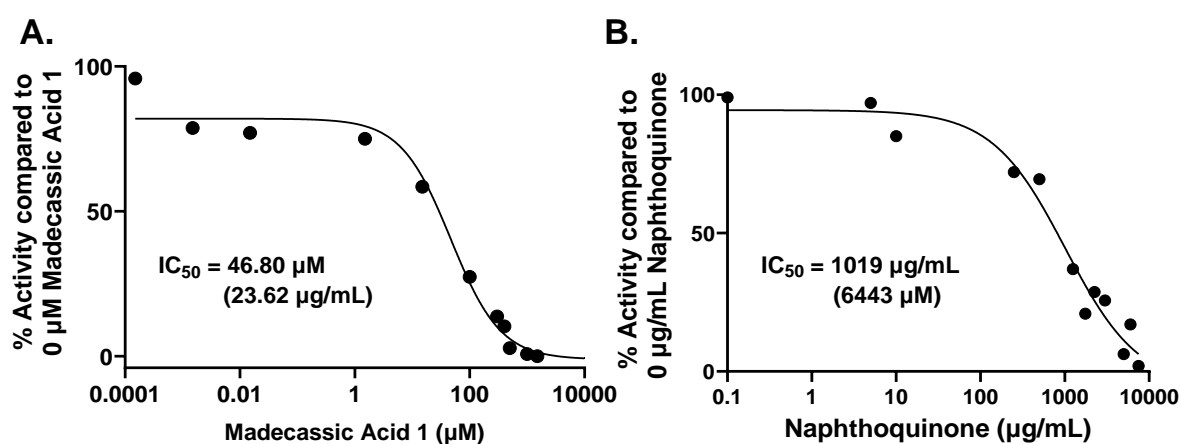 A.
% Activity compared to
0 µM Madecassic Acid 1
100
50
0
IC50 = 46.80 µM
(23.62 µg/mL)
0.0001 0.01 1 100 10000
Madecassic Acid 1 (µM)
B.
% Activity compared to
0 µg/mL Naphthoquinone
100
50
0
IC50 = 1019 µg/mL
(6443 µM)
0.1 1 10 100 1000 10000
Naphthoquinone (µg/mL)